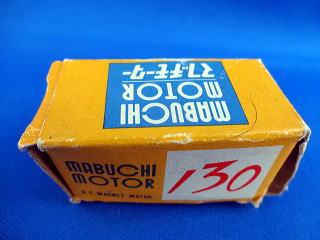 マブチモーター
MABUCHI
MOTOR
MABUCHI
MOTOR
D.C. MAGNET MOTOR
130